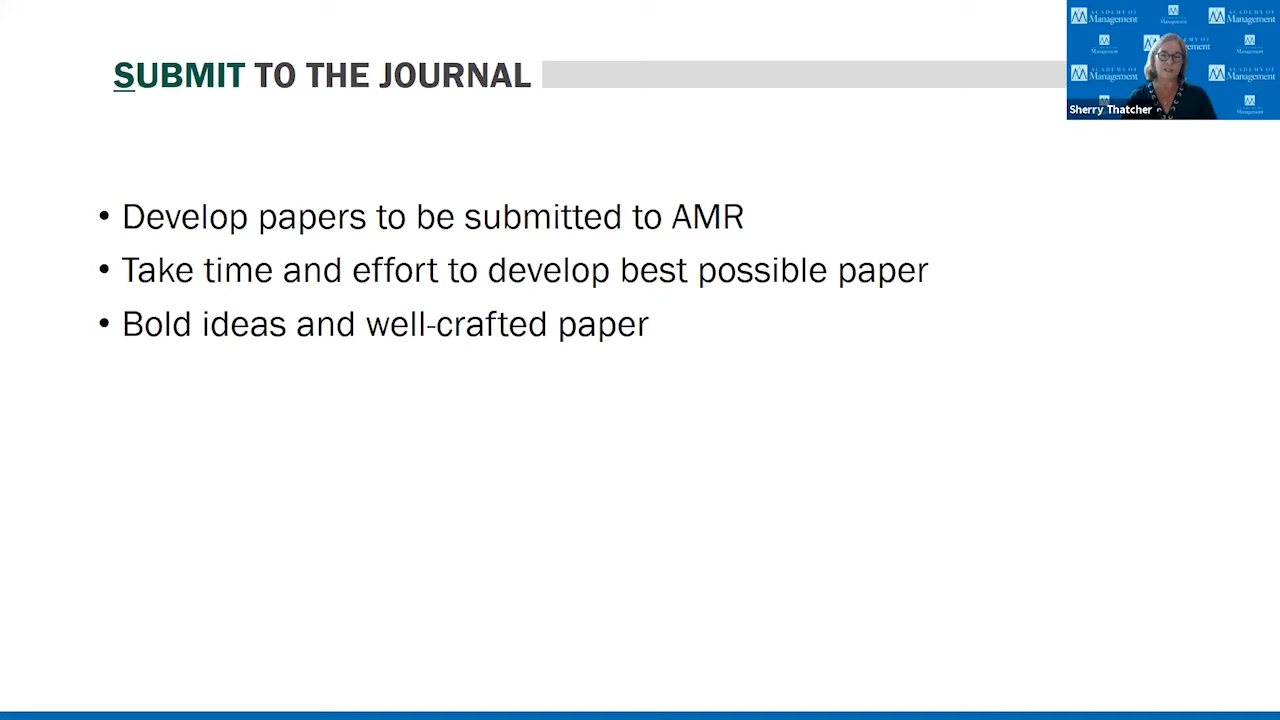 SUBMIT TO THE JOURNAL
• Develop papers to be submitted to AMR
• Take time and effort to develop best possible paper
• Bold ideas and well-crafted paper
ACADEMY OF
Management
ACADEMY OF
Management
ACADEMY OF
Management
ACADEMY OF
Management
Sherry Thatcher